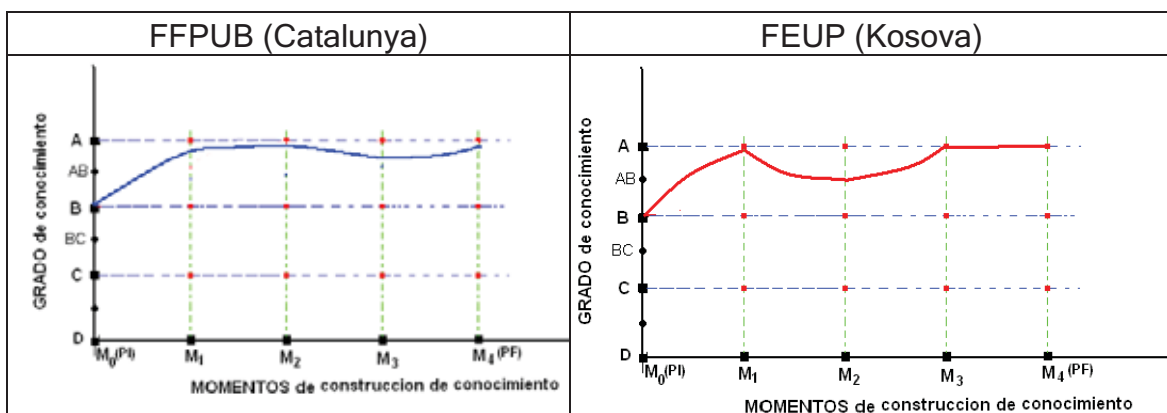 FFPUB (Catalunya)
FEUP (Kosova)
GRADO de conocimiento
A
AB
B
BC
C
D
M0(PI)
M1
M2
M3
M4 (PF)
MOMENTOS de construccion de conocimiento
GRADO de conocimiento
A
AB
B
BC
C
D
M0(PI)
M1
M2
M3
M4 (PF)
MOMENTOS de construccion de conocimiento